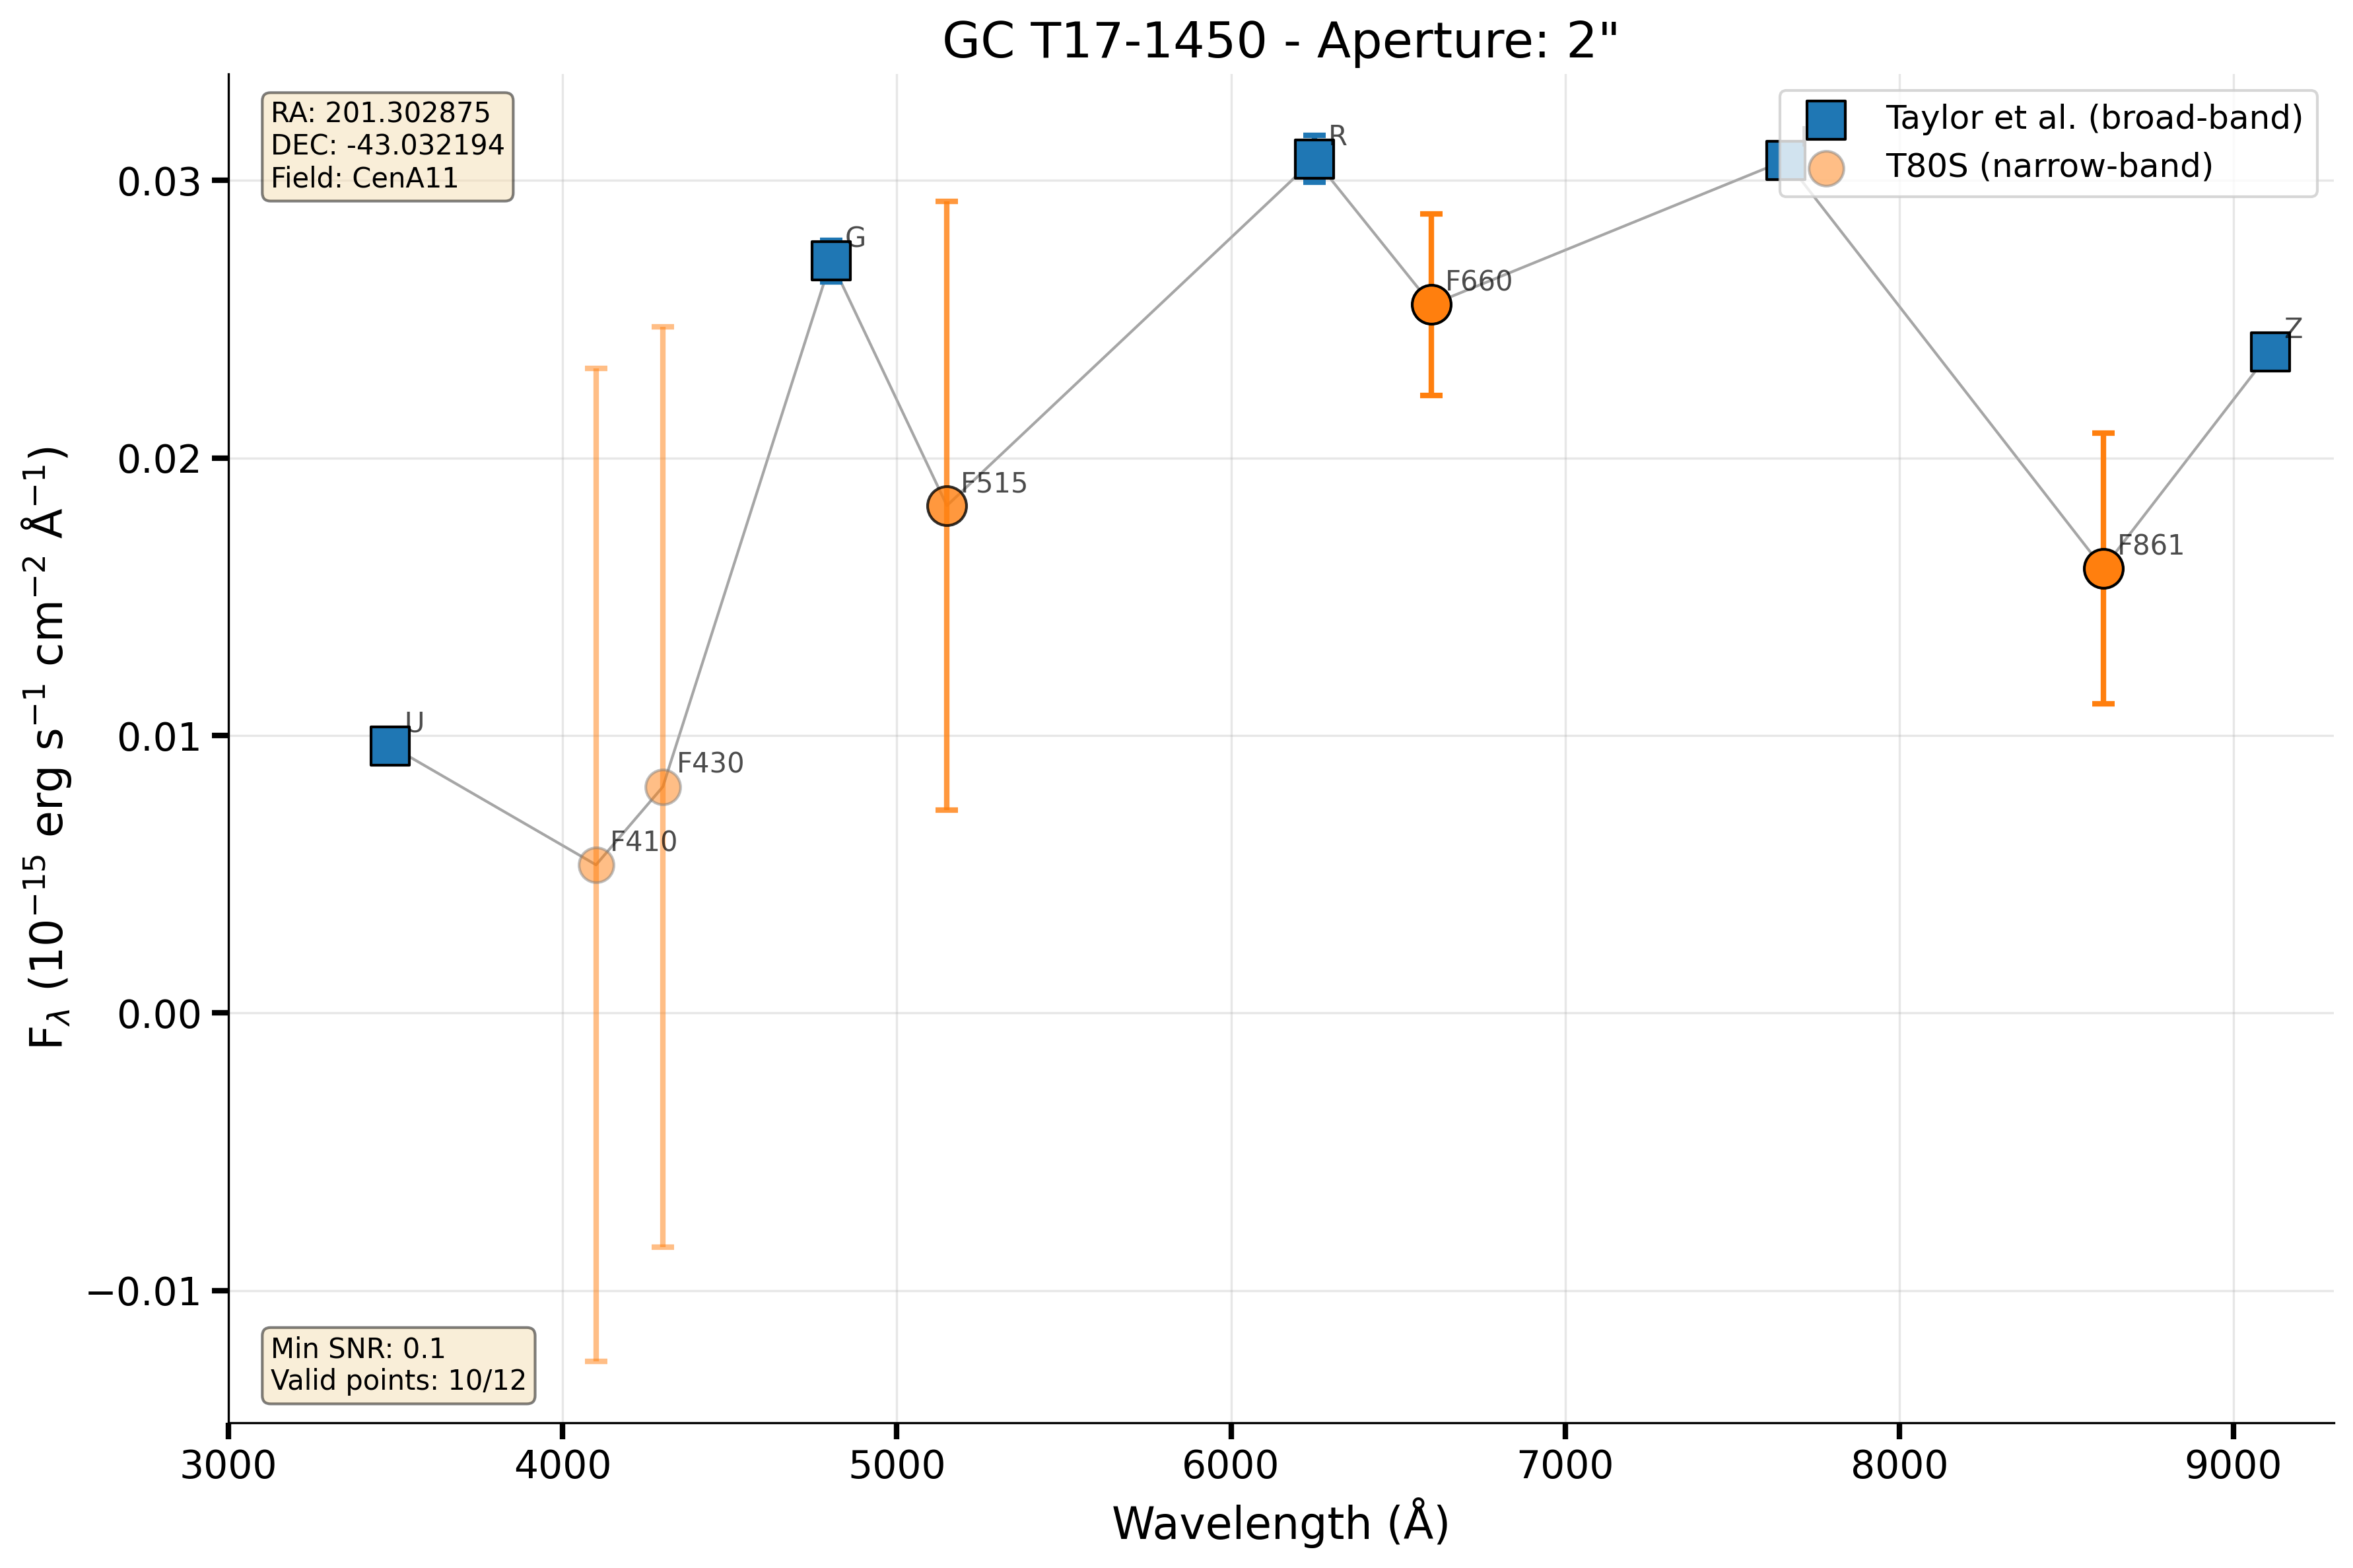 GC T17-1450 - Aperture: 2"
RA: 201.302875
DEC: -43.032194
Field: CenA11
Taylor et al. (broad-band)
T80S (narrow-band)
R
G
F660
Z
F515
F861
U
F430
F410
0.03
0.02
0.01
0.00
−0.01
F_λ (10⁻¹⁵ erg s⁻¹ cm⁻² Å⁻¹)
Min SNR: 0.1
Valid points: 10/12
3000 4000 5000 6000 7000 8000 9000
Wavelength (Å)